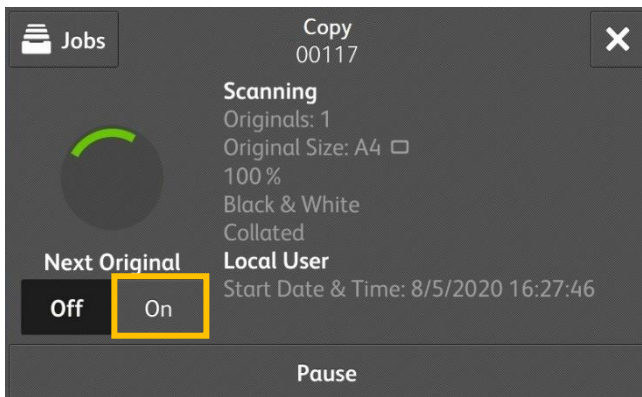 Jobs
Copy
00117
Scanning
Originals: 1
Original Size: A4
100 %
Black & White
Collated
Next Original
Local User
Off
On
Start Date & Time: 8/5/2020 16:27:46
Pause